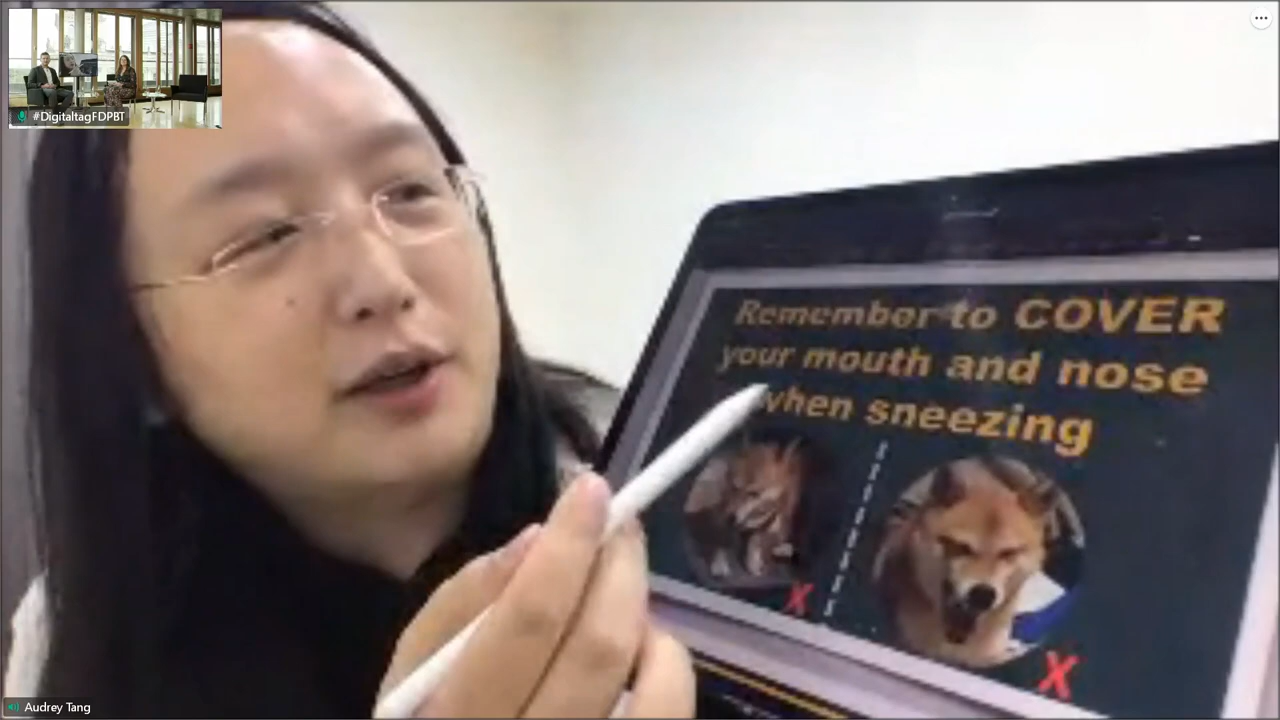 #DigitaltagFDPBT
Remember to COVER
your mouth and nose
when sneezing
X
X
Audrey Tang